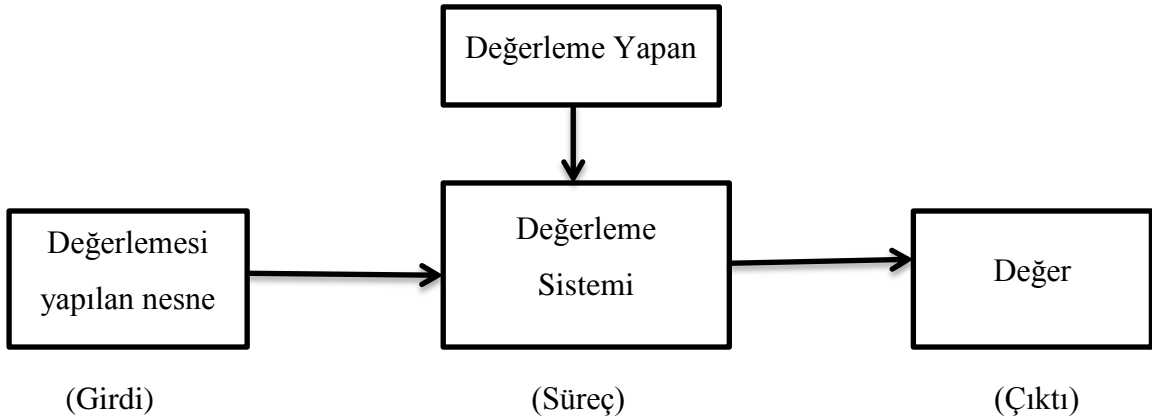 Değerleme Yapan
Değerlemesi
yapılan nesne
Değerleme
Sistemi
Değer
(Girdi)
(Süreç)
(Çıktı)